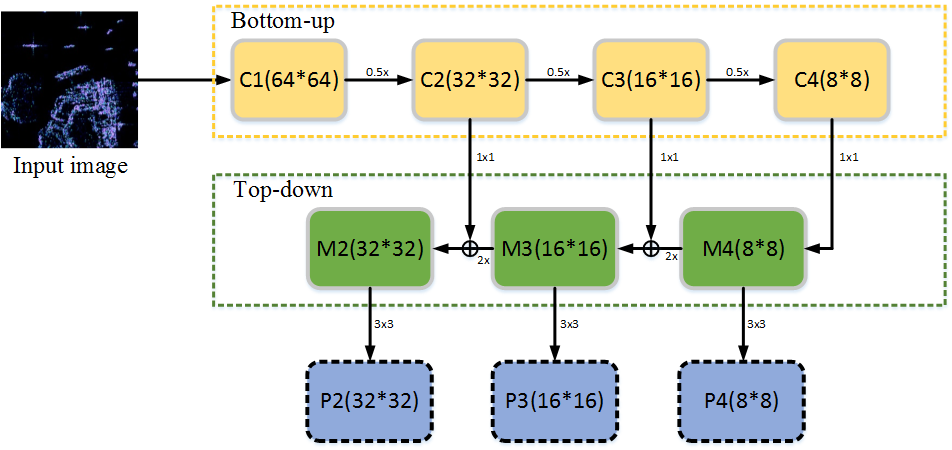 Bottom-up
C1(64*64)
0.5x
C2(32*32)
0.5x
C3(16*16)
0.5x
C4(8*8)
Input image
1x1
1x1
1x1
Top-down
M2(32*32)
2x
M3(16*16)
2x
M4(8*8)
3x3
3x3
3x3
P2(32*32)
P3(16*16)
P4(8*8)